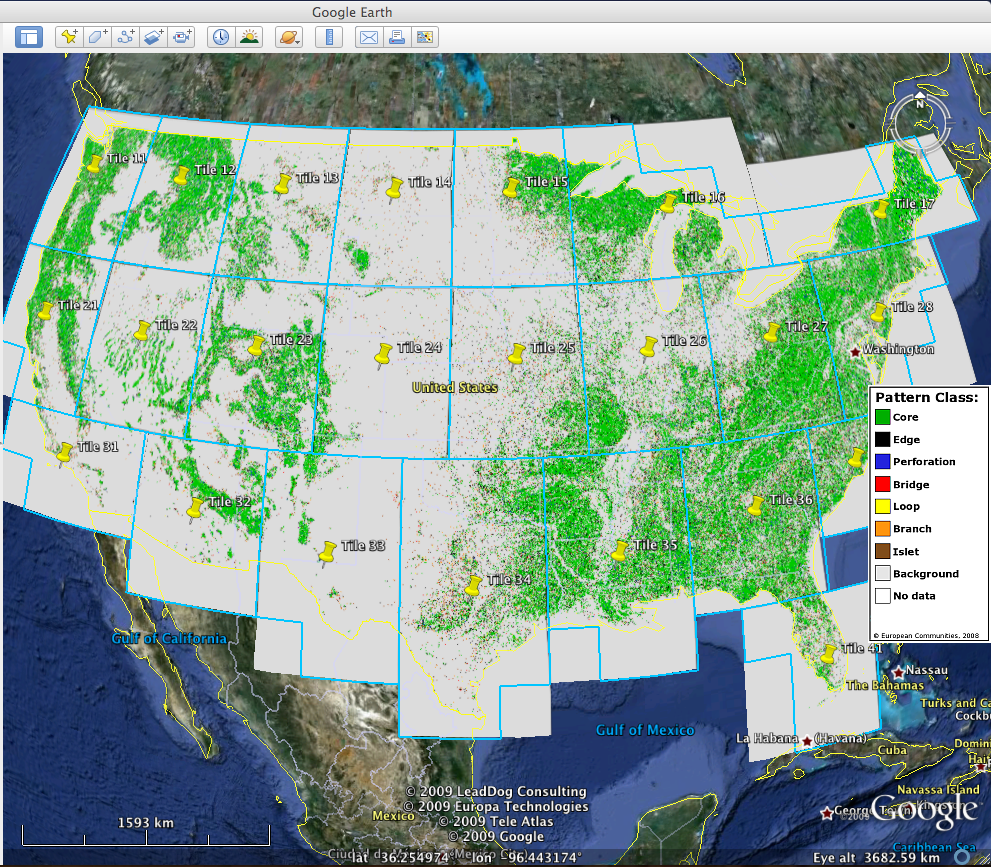 Google Earth
N
Tile 11
Tile 12
Tile 13
Tile 14
Tile 15
Tile 16
Tile 17
Tile 21
Tile 22
Tile 23
Tile 24
Tile 25
Tile 26
Tile 27
Tile 28
Washington
United States
Pattern Class:
Core
Edge
Perforation
Bridge
Loop
Branch
Islet
Background
No data
© European Communities, 2008
Tile 31
Tile 32
Tile 33
Tile 34
Tile 35
Tile 36
Tile 41
Gulf of California
Gulf of Mexico
Nassau
The Bahamas
La Habana (Havana)
Cuba
Navassa Island
Caribbean Sea
Mexico
© 2009 LeadDog Consulting
© 2009 Europa Technologies
© 2009 Tele Atlas
© 2009 Google
©2009 Google
1593 km
lat 36.254974° lon -96.443174°
Eye alt 3682.59 km